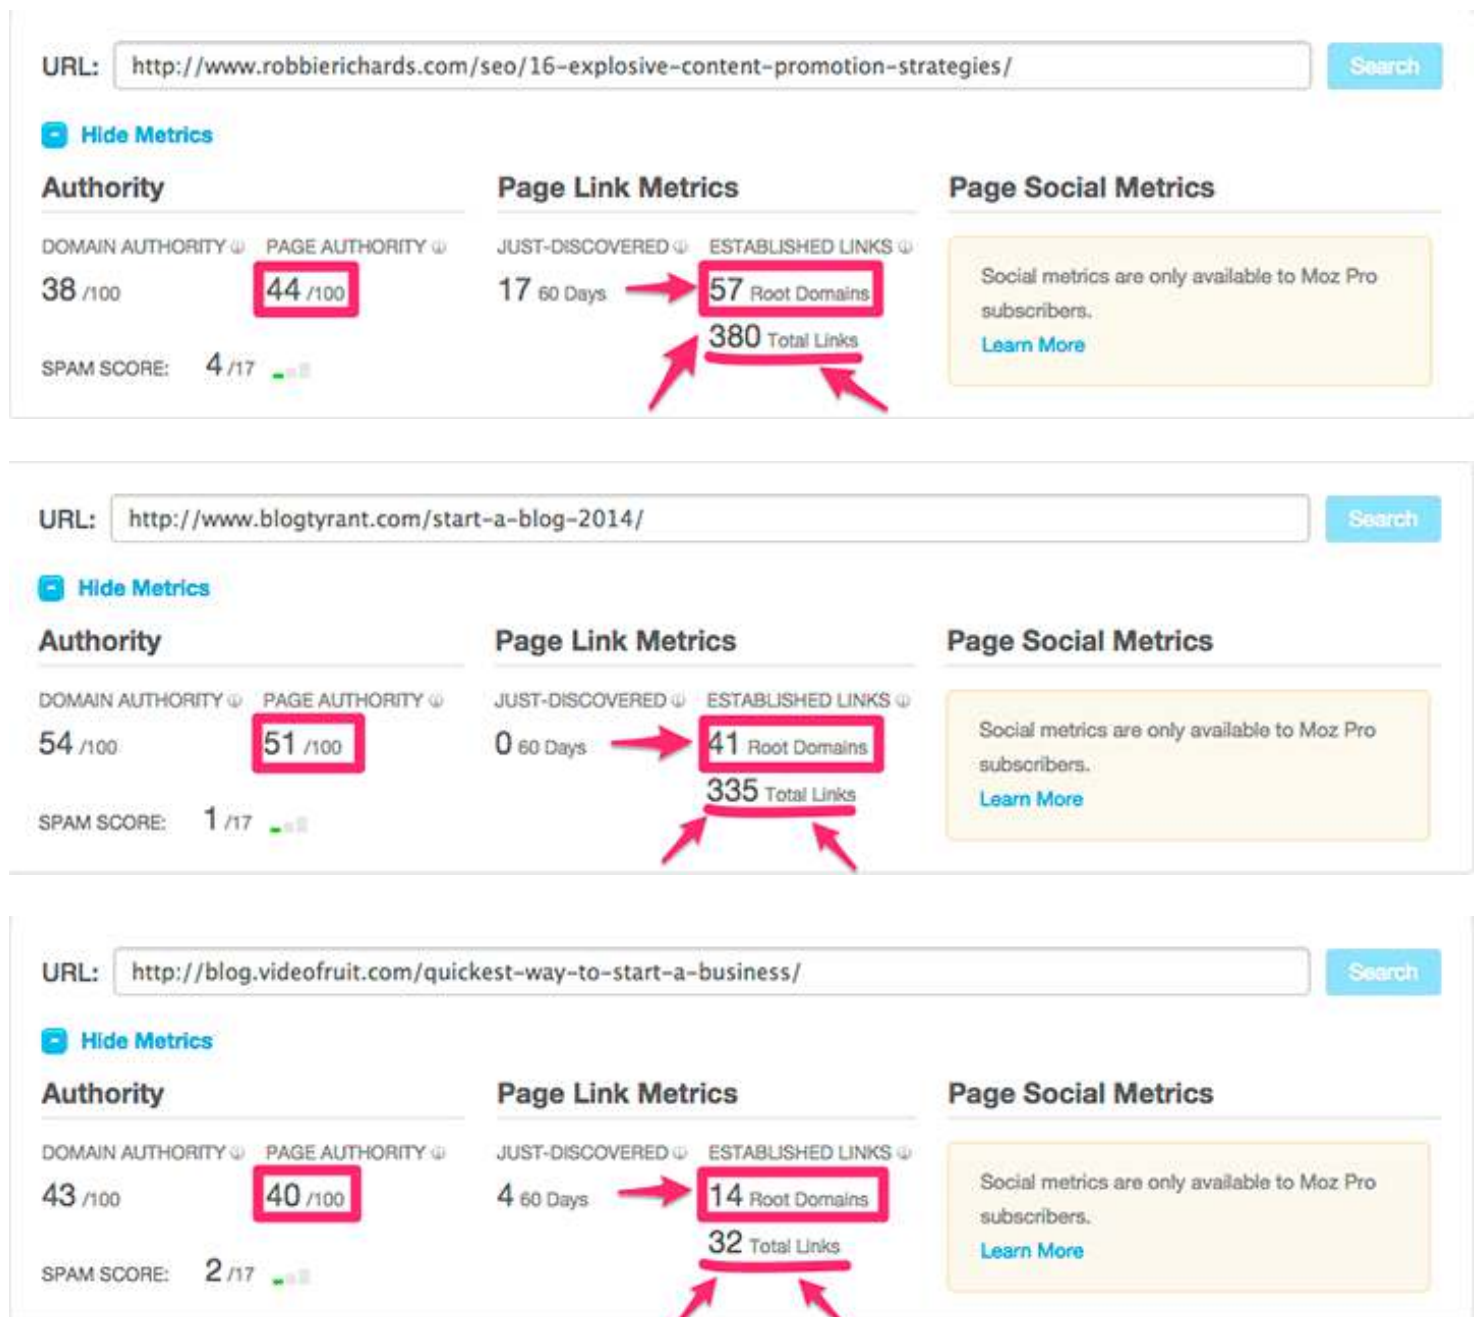 URL: http://www.robbierichards.com/seo/16-explosive-content-promotion-strategies/ Search
Hide Metrics
Authority Page Link Metrics Page Social Metrics
DOMAIN AUTHORITY PAGE AUTHORITY JUST-DISCOVERED ESTABLISHED LINKS
38 /100 44 /100 17 60 Days 57 Root Domains
380 Total Links
SPAM SCORE: 4 /17
Social metrics are only available to Moz Pro
subscribers.
Learn More
URL: http://www.blogtyrant.com/start-a-blog-2014/ Search
Hide Metrics
Authority Page Link Metrics Page Social Metrics
DOMAIN AUTHORITY PAGE AUTHORITY JUST-DISCOVERED ESTABLISHED LINKS
54 /100 51 /100 0 60 Days 41 Root Domains
335 Total Links
SPAM SCORE: 1 /17
Social metrics are only available to Moz Pro
subscribers.
Learn More
URL: http://blog.videofruit.com/quickest-way-to-start-a-business/ Search
Hide Metrics
Authority Page Link Metrics Page Social Metrics
DOMAIN AUTHORITY PAGE AUTHORITY JUST-DISCOVERED ESTABLISHED LINKS
43 /100 40 /100 4 60 Days 14 Root Domains
32 Total Links
SPAM SCORE: 2 /17
Social metrics are only available to Moz Pro
subscribers.
Learn More